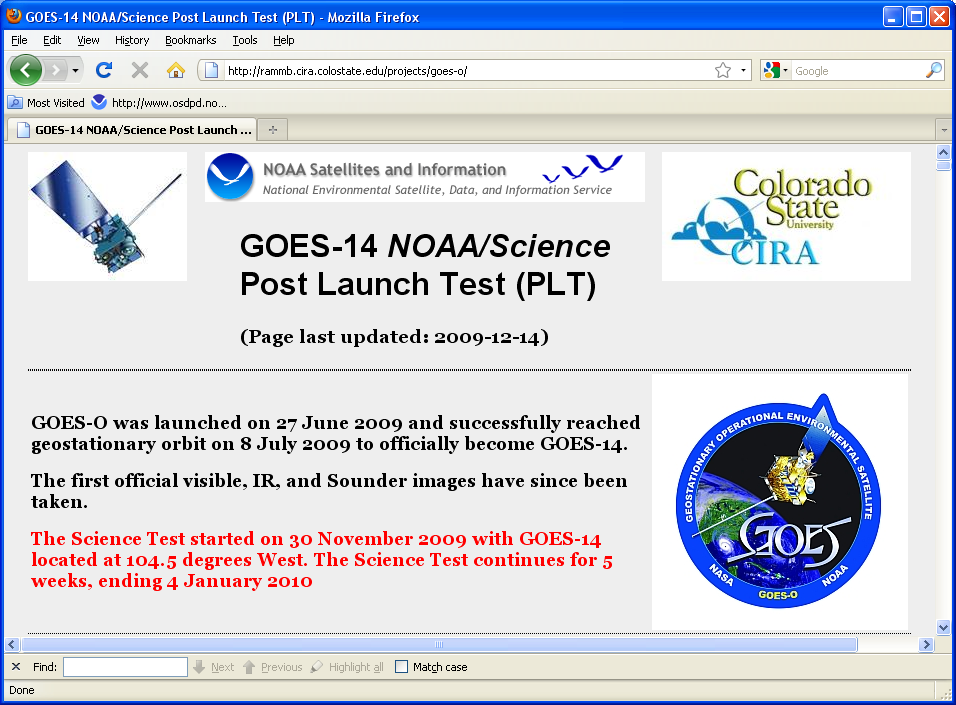 GOES-14 NOAA/Science Post Launch Test (PLT) - Mozilla Firefox
File Edit View History Bookmarks Tools Help
http://rammb.cira.colostate.edu/projects/goes-o/
Google
Most Visited http://www.osdpd.no...
GOES-14 NOAA/Science Post Launch ...
NOAA Satellites and Information
National Environmental Satellite, Data, and Information Service
Colorado
State
University
CIRA
GOES-14 NOAA/Science
Post Launch Test (PLT)
(Page last updated: 2009-12-14)
GOES-O was launched on 27 June 2009 and successfully reached
geostationary orbit on 8 July 2009 to officially become GOES-14.
The first official visible, IR, and Sounder images have since been
taken.
The Science Test started on 30 November 2009 with GOES-14
located at 104.5 degrees West. The Science Test continues for 5
weeks, ending 4 January 2010
GEOSTATIONARY OPERATIONAL ENVIRONMENTAL SATELLITE
GOES
NASA
GOES-O
NOAA
Find: Next Previous Highlight all Match case
Done